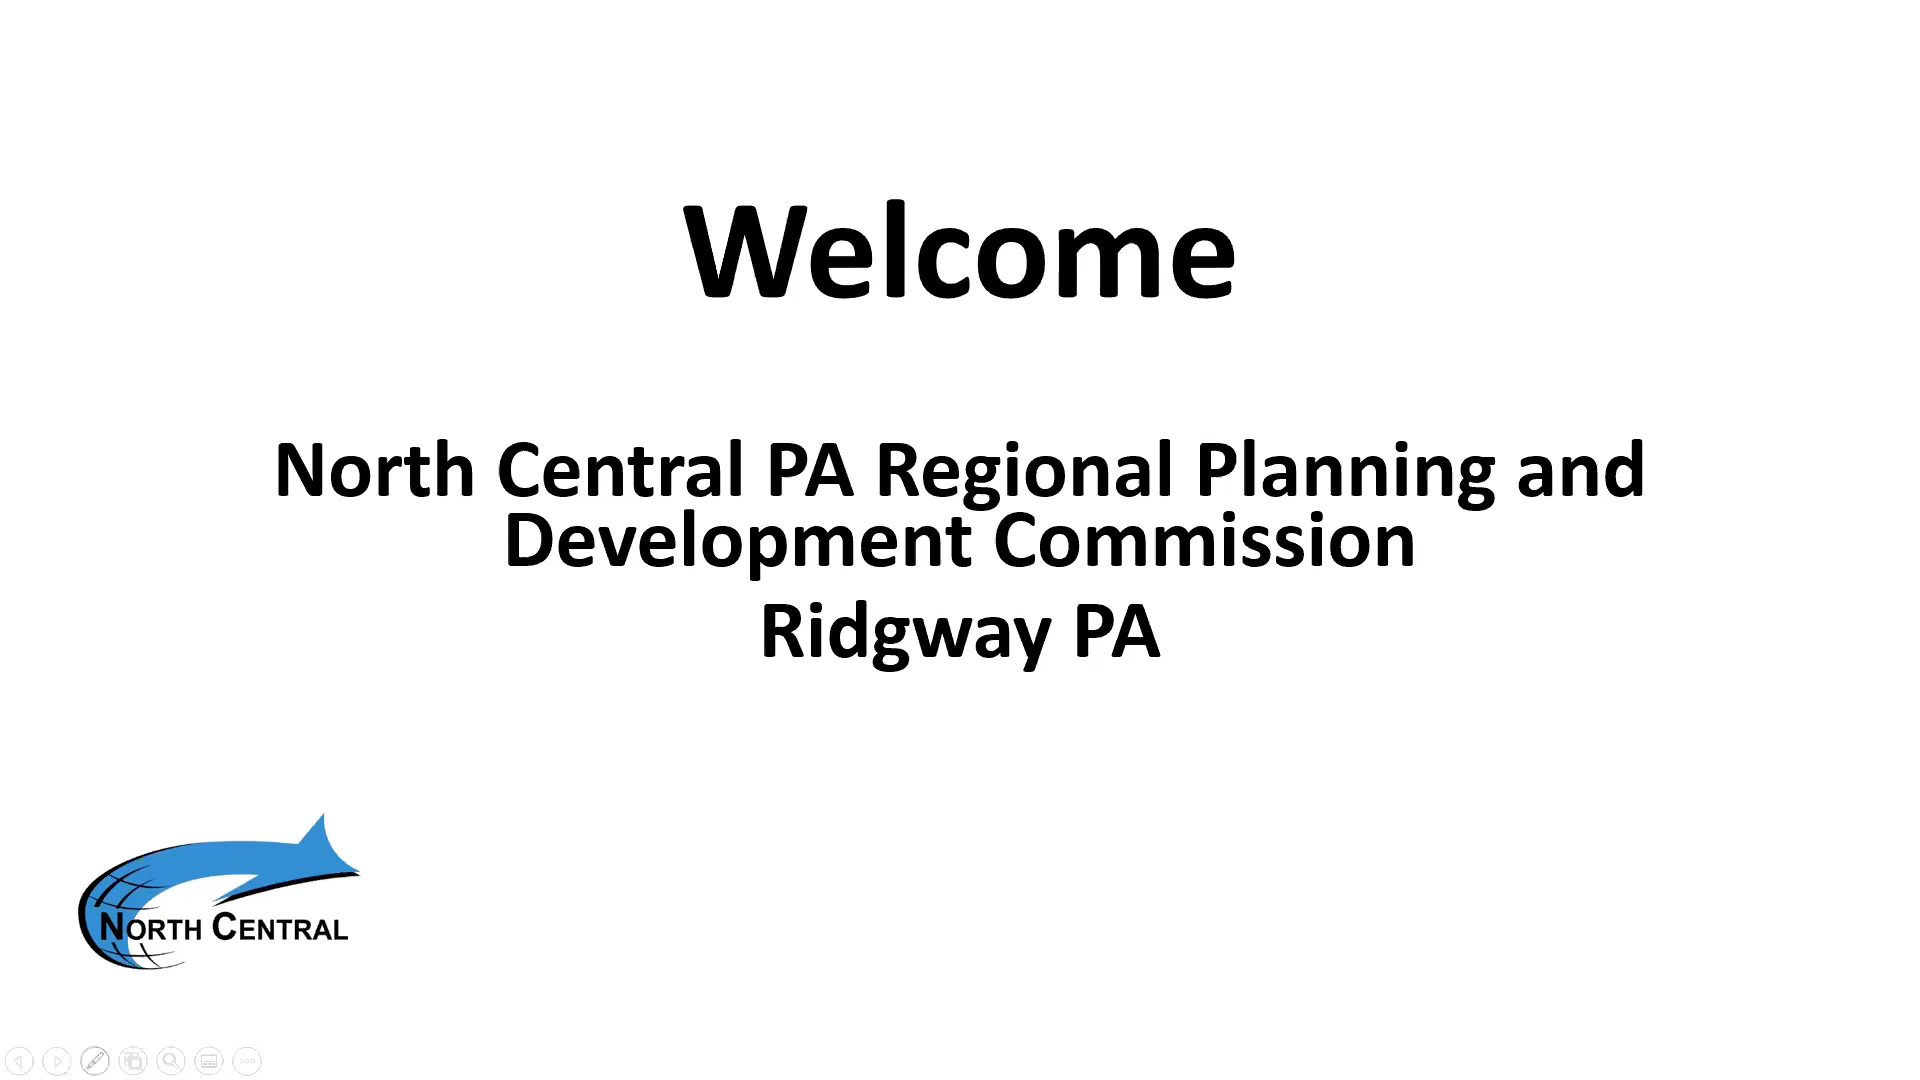 Welcome
North Central PA Regional Planning and
Development Commission
Ridgway PA
NORTH CENTRAL